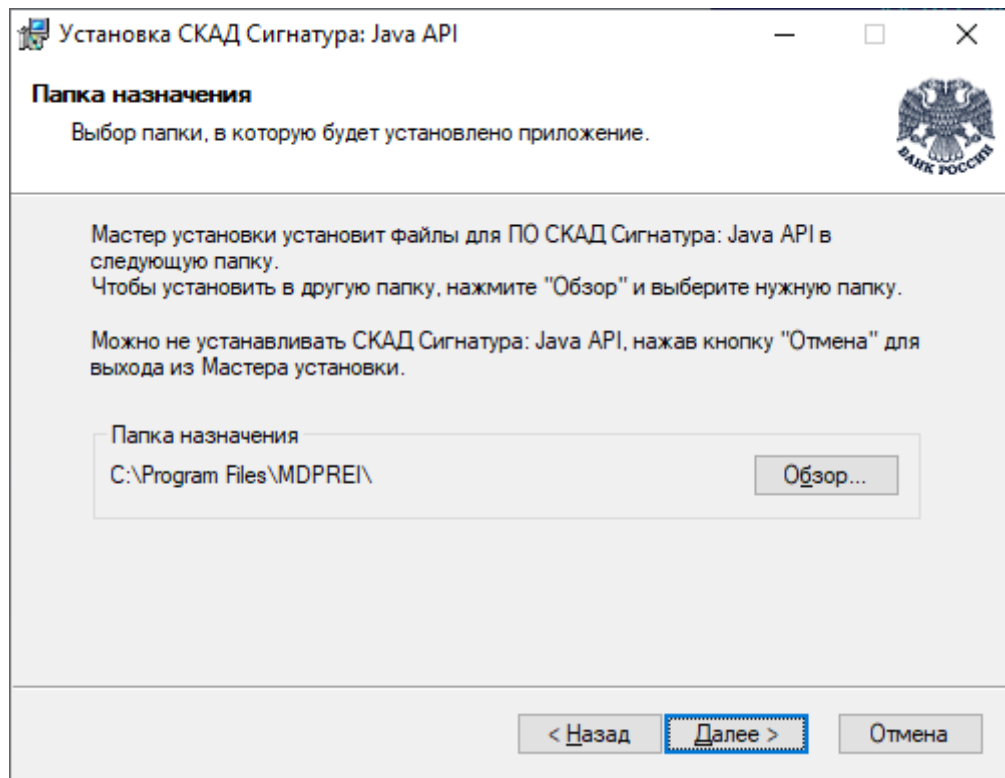 Установка СКАД Сигнатура: Java API
Папка назначения
Выбор папки, в которую будет установлено приложение.
БАНК РОССИИ
Мастер установки установит файлы для ПО СКАД Сигнатура: Java API в
следующую папку.
Чтобы установить в другую папку, нажмите "Обзор" и выберите нужную папку.
Можно не устанавливать СКАД Сигнатура: Java API, нажав кнопку "Отмена" для
выхода из Мастера установки.
Папка назначения
C:\Program Files\MDPREI\
Обзор...
< Назад
Далее >
Отмена